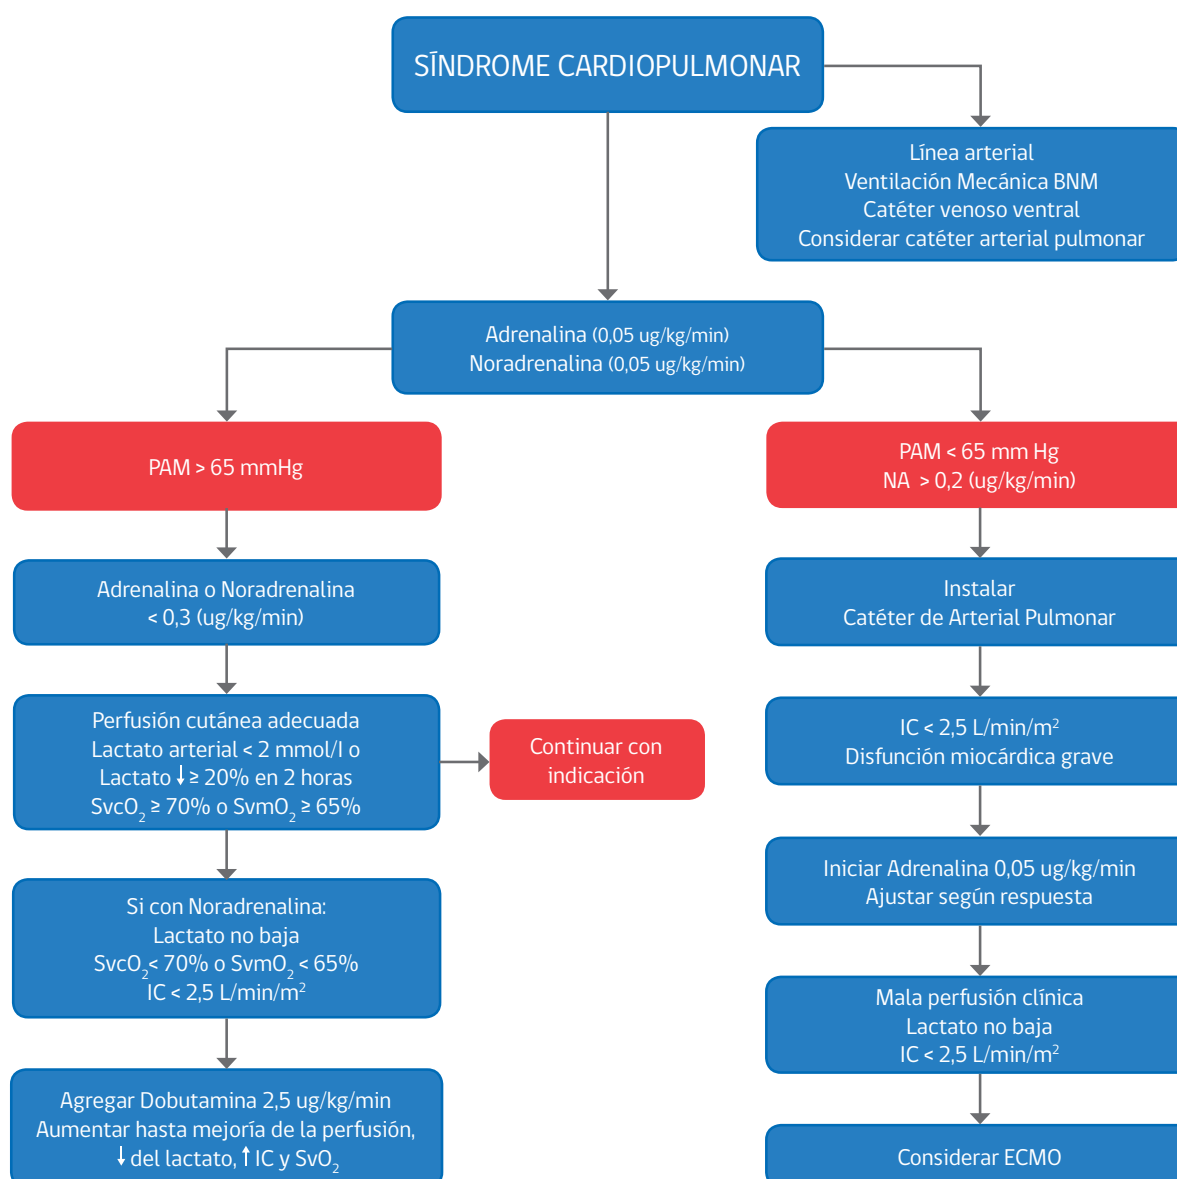 SÍNDROME CARDIOPULMONAR
Línea arterial
Ventilación Mecánica BNM
Catéter venoso ventral
Considerar catéter arterial pulmonar
Adrenalina (0,05 ug/kg/min)
Noradrenalina (0,05 ug/kg/min)
PAM > 65 mmHg
PAM < 65 mm Hg
NA > 0,2 (ug/kg/min)
Adrenalina o Noradrenalina
< 0,3 (ug/kg/min)
Instalar
Catéter de Arterial Pulmonar
Perfusión cutánea adecuada
Lactato arterial < 2 mmol/l o
Lactato ↓ ≥ 20% en 2 horas
SvcO₂ ≥ 70% o SvmO₂ ≥ 65%
Continuar con
indicación
IC < 2,5 L/min/m²
Disfunción miocárdica grave
Si con Noradrenalina:
Lactato no baja
SvcO₂< 70% o SvmO₂ < 65%
IC < 2,5 L/min/m²
Iniciar Adrenalina 0,05 ug/kg/min
Ajustar según respuesta
Mala perfusión clínica
Lactato no baja
IC < 2,5 L/min/m²
Agregar Dobutamina 2,5 ug/kg/min
Aumentar hasta mejoría de la perfusión,
↓ del lactato, ↑ IC y SvO₂
Considerar ECMO